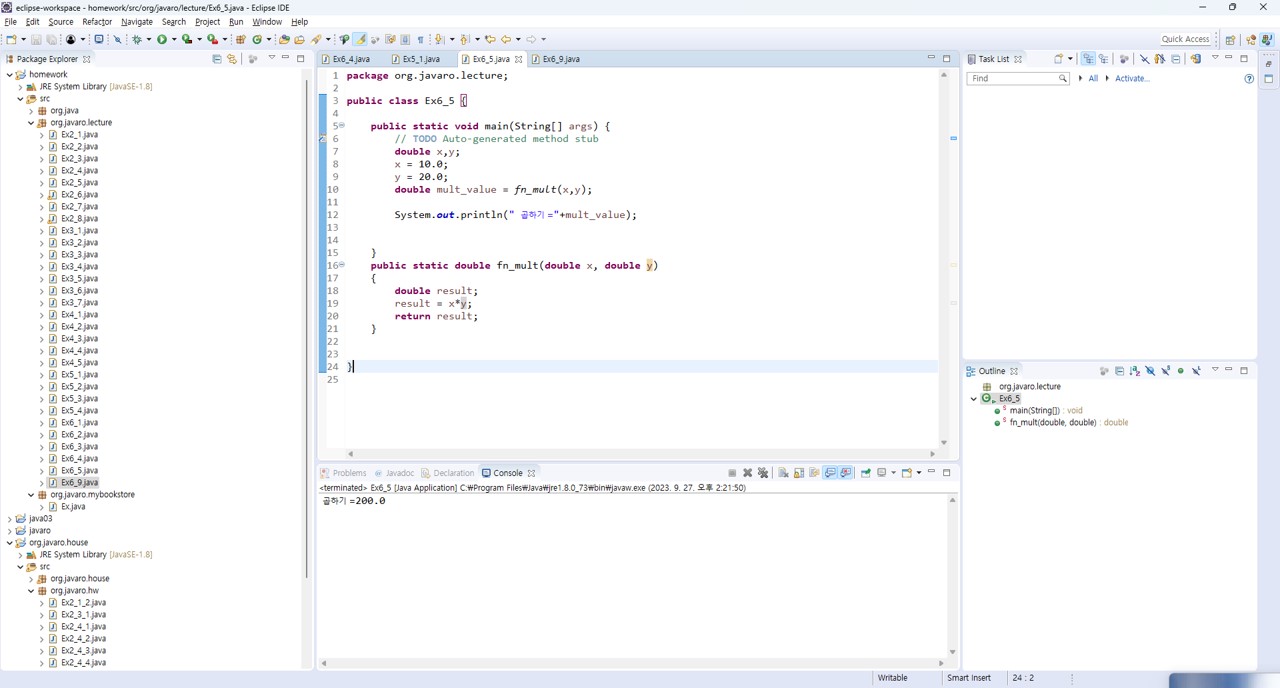 eclipse-workspace - homework/src/org/javaro/lecture/Ex6_5.java - Eclipse IDE
File Edit Source Refactor Navigate Search Project Run Window Help
Quick Access
Package Explorer
homework
JRE System Library [JavaSE-1.8]
src
org.java
org.javaro.lecture
Ex2_1.java
Ex2_2.java
Ex2_3.java
Ex2_4.java
Ex2_5.java
Ex2_6.java
Ex2_7.java
Ex2_8.java
Ex3_1.java
Ex3_2.java
Ex3_3.java
Ex3_4.java
Ex3_5.java
Ex3_6.java
Ex3_7.java
Ex4_1.java
Ex4_2.java
Ex4_3.java
Ex4_4.java
Ex4_5.java
Ex5_1.java
Ex5_2.java
Ex5_3.java
Ex5_4.java
Ex6_1.java
Ex6_2.java
Ex6_3.java
Ex6_4.java
Ex6_5.java
Ex6_9.java
org.javaro.mybookstore
Ex.java
java03
javaro
org.javaro.house
JRE System Library [JavaSE-1.8]
src
org.javaro.house
org.javaro.hw
Ex2_1_2.java
Ex2_3_1.java
Ex2_4_1.java
Ex2_4_2.java
Ex2_4_3.java
Ex2_4_4.java
Ex6_4.java Ex5_1.java Ex6_5.java Ex6_9.java
1 package org.javaro.lecture;
2
3 public class Ex6_5 {
4
5 public static void main(String[] args) {
6 // TODO Auto-generated method stub
7 double x,y;
8 x = 10.0;
9 y = 20.0;
10 double mult_value = fn_mult(x,y);
11
12 System.out.println(" 곱하기 ="+mult_value);
13
14
15 }
16 public static double fn_mult(double x, double y)
17 {
18 double result;
19 result = x*y;
20 return result;
21 }
22
23
24 }
25
Problems Javadoc Declaration Console
<terminated> Ex6_5 [Java Application] C:₩Program Files₩Java₩jre1.8.0_73₩bin₩javaw.exe (2023. 9. 27. 오후 2:21:50)
곱하기 =200.0
Task List
Find All Activate...
Outline
org.javaro.lecture
Ex6_5
main(String[]) : void
fn_mult(double, double) : double
Writable Smart Insert 24 : 2